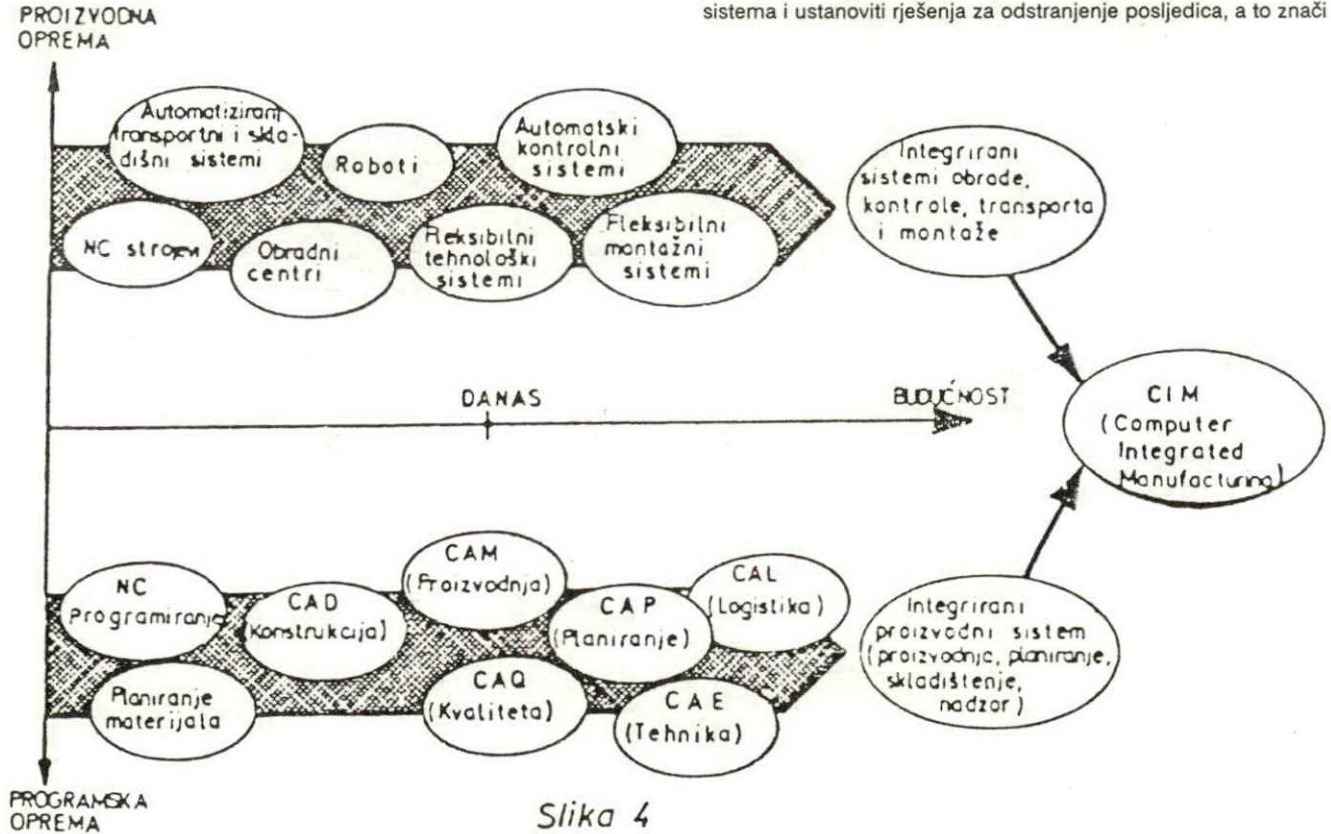 sistema i ustanoviti rješenja za odstranjenje posljedica, a to znači
PROIZVODNA
OPREMA
Automatizirani
transportni i skla-
dišni sistemi
Roboti
Automatski
kontrolni
sistemi
Integrirani
sistemi obrade,
kontrole, transporta
i montaže
NC strojevi
Obradni
centri
Fleksibilni
tehnološki
sistemi
Fleksibilni
montažni
sistemi
DANAS
BUDUĆNOST
CIM
(Computer
Integrated
Manufacturing)
NC
Programiranje
CAD
(Konstrukcija)
CAM
(Proizvodnja)
CAP
(Planiranje)
CAL
(Logistika)
Integrirani
proizvodni sistem
(proizvodnja, planiranje,
skladištenje,
nadzor)
Planiranje
materijala
CAQ
(Kvaliteta)
CAE
(Tehnika)
PROGRAMSKA
OPREMA
Slika 4